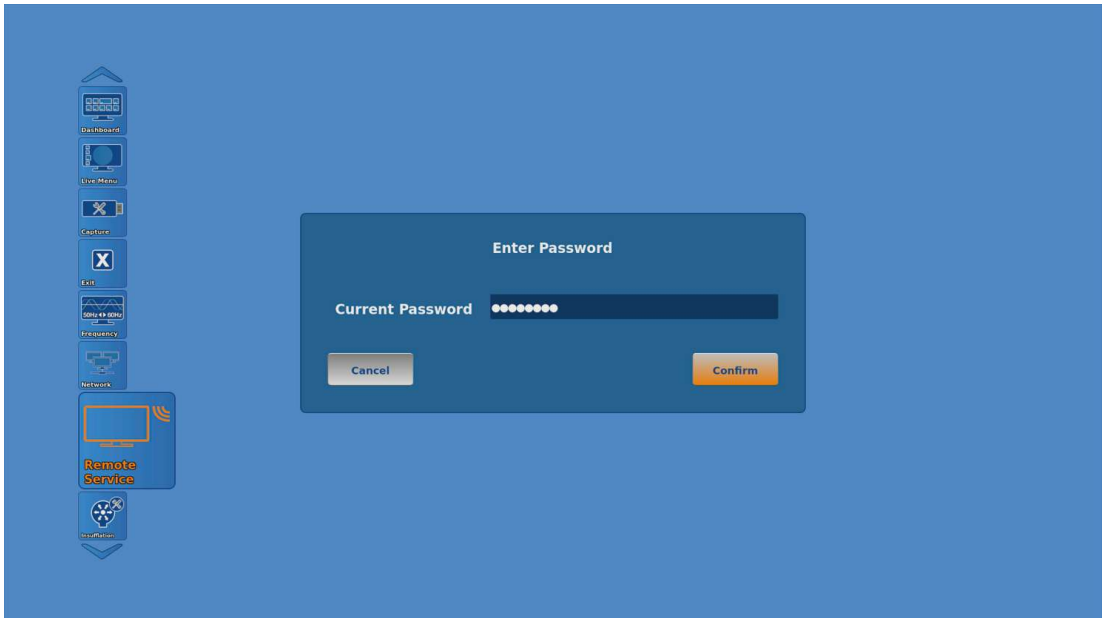 Dashboard
Live Menu
Capture
X
Exit
50Hz 60Hz
Frequency
Network
Remote
Service
Insufflation
Enter Password
Current Password
Cancel
Confirm